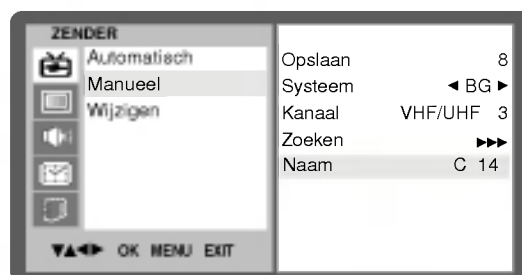 ZENDER
Automatisch
Manueel
Wijzigen
▼▲◀▶ OK MENU EXIT
Opslaan 8
Systeem ◀ BG ▶
Kanaal VHF/UHF 3
Zoeken ▶▶▶
Naam C 14